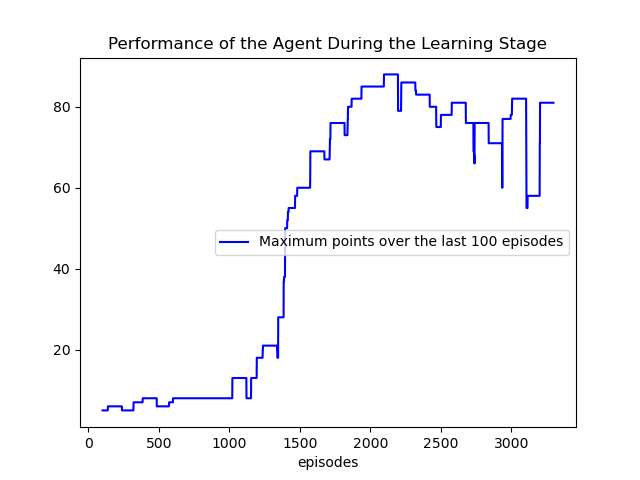 Performance of the Agent During the Learning Stage
80
60
Maximum points over the last 100 episodes
40
20
0 500 1000 1500 2000 2500 3000
episodes